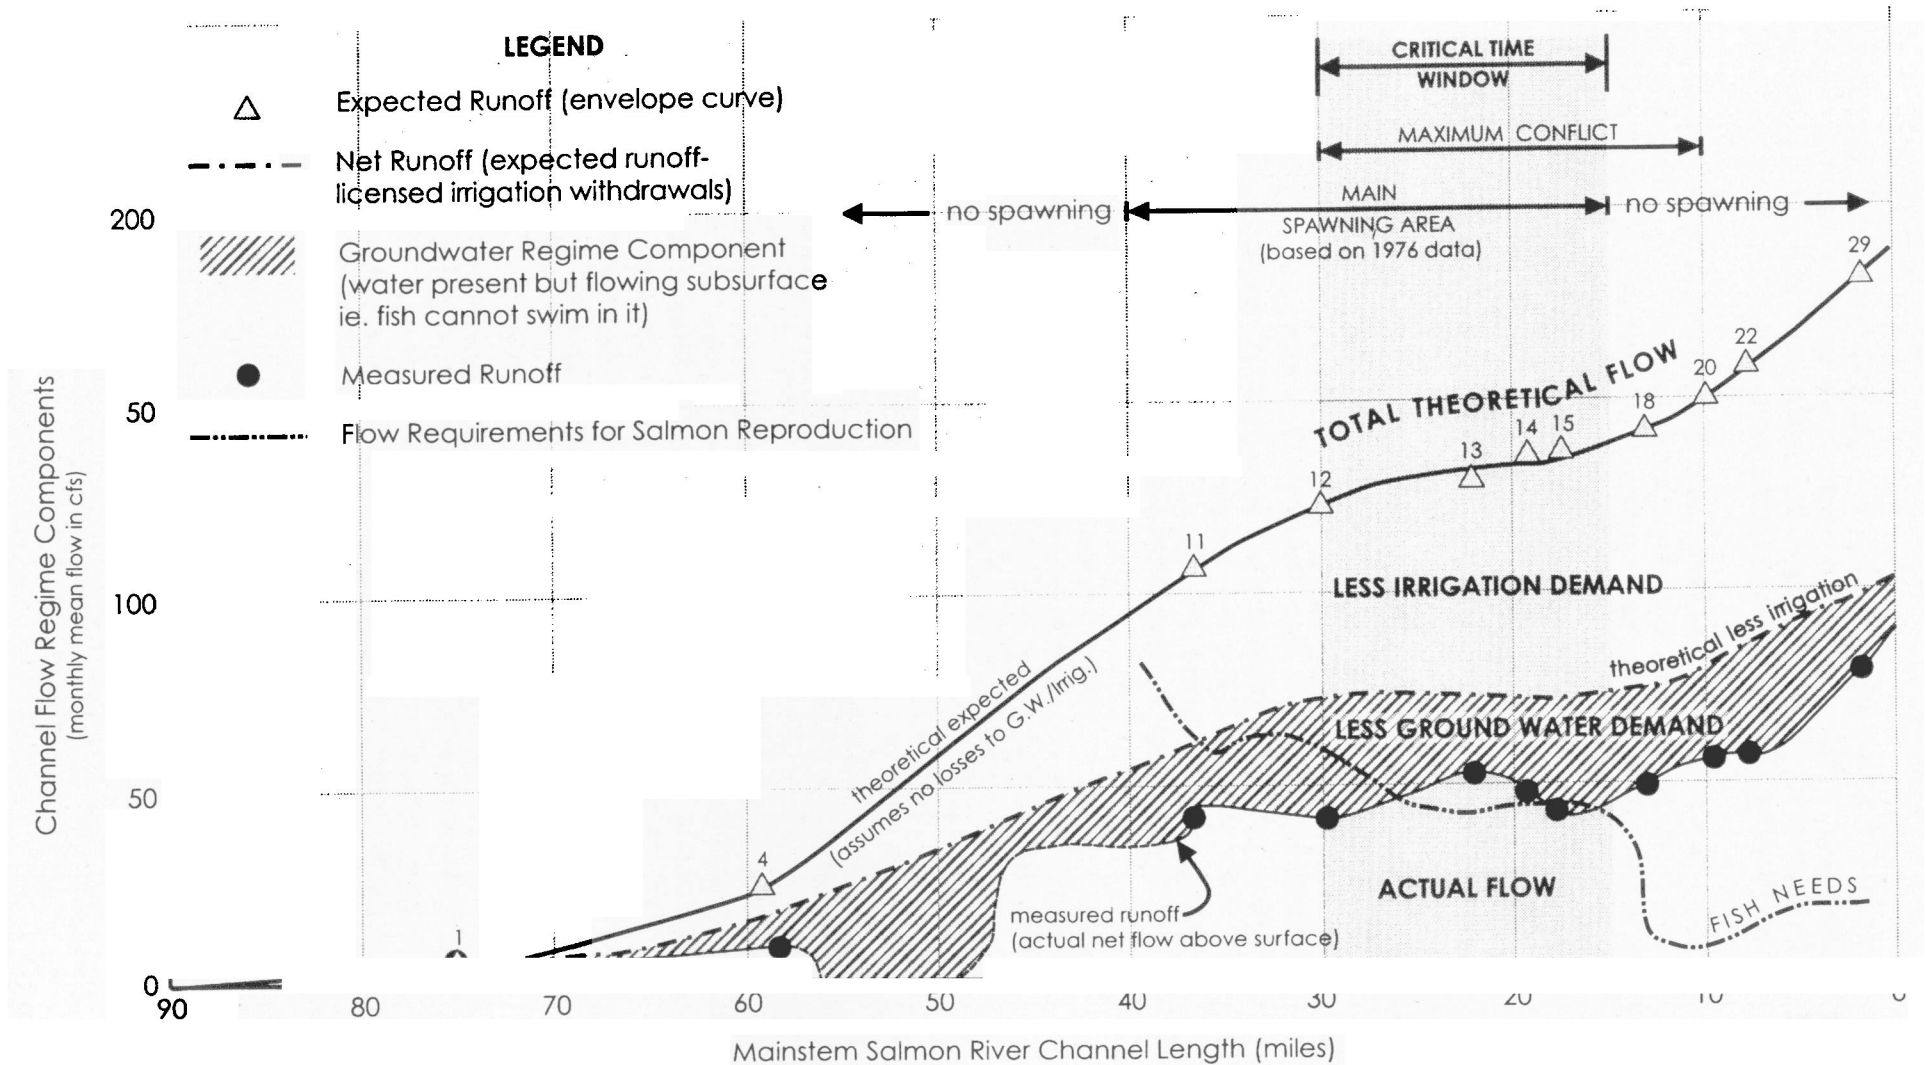 LEGEND
Expected Runoff (envelope curve)
Net Runoff (expected runoff-
licensed irrigation withdrawals)
Groundwater Regime Component
(water present but flowing subsurface
ie. fish cannot swim in it)
Measured Runoff
Flow Requirements for Salmon Reproduction
CRITICAL TIME
WINDOW
MAXIMUM CONFLICT
no spawning
MAIN
SPAWNING AREA
(based on 1976 data)
no spawning
Channel Flow Regime Components
(monthly mean flow in cfs)
200
50
100
50
0
TOTAL THEORETICAL FLOW
1
4
11
12
13
14
15
18
20
22
29
LESS IRRIGATION DEMAND
theoretical less irrigation
theoretical expected
(assumes no losses to G.W./Irrig.)
LESS GROUND WATER DEMAND
ACTUAL FLOW
measured runoff
(actual net flow above surface)
FISH NEEDS
90
80
70
60
50
40
30
20
10
0
Mainstem Salmon River Channel Length (miles)